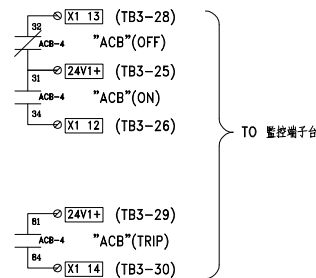 X1 13 (TB3-28)
32
ACB-4 "ACB"(OFF)
24V1+ (TB3-25)
31
ACB-4 "ACB"(ON)
34
X1 12 (TB3-26)
TO 監控端子台
24V1+ (TB3-29)
81
ACB-4 "ACB"(TRIP)
84
X1 14 (TB3-30)